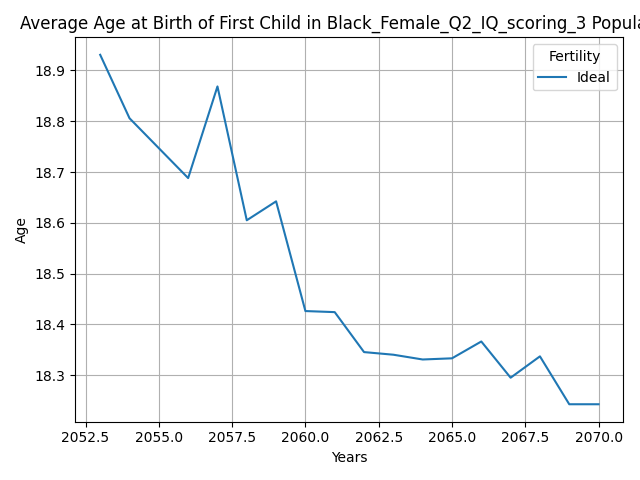 Average Age at Birth of First Child in Black_Female_Q2_IQ_scoring_3 Popula
Fertility
Ideal
18.9
18.8
18.7
18.6
18.5
18.4
18.3
Age
2052.5 2055.0 2057.5 2060.0 2062.5 2065.0 2067.5 2070.0
Years